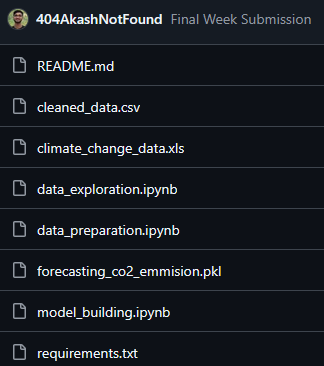 404AkashNotFound Final Week Submission
README.md
cleaned_data.csv
climate_change_data.xls
data_exploration.ipynb
data_preparation.ipynb
forecasting_co2_emmision.pkl
model_building.ipynb
requirements.txt